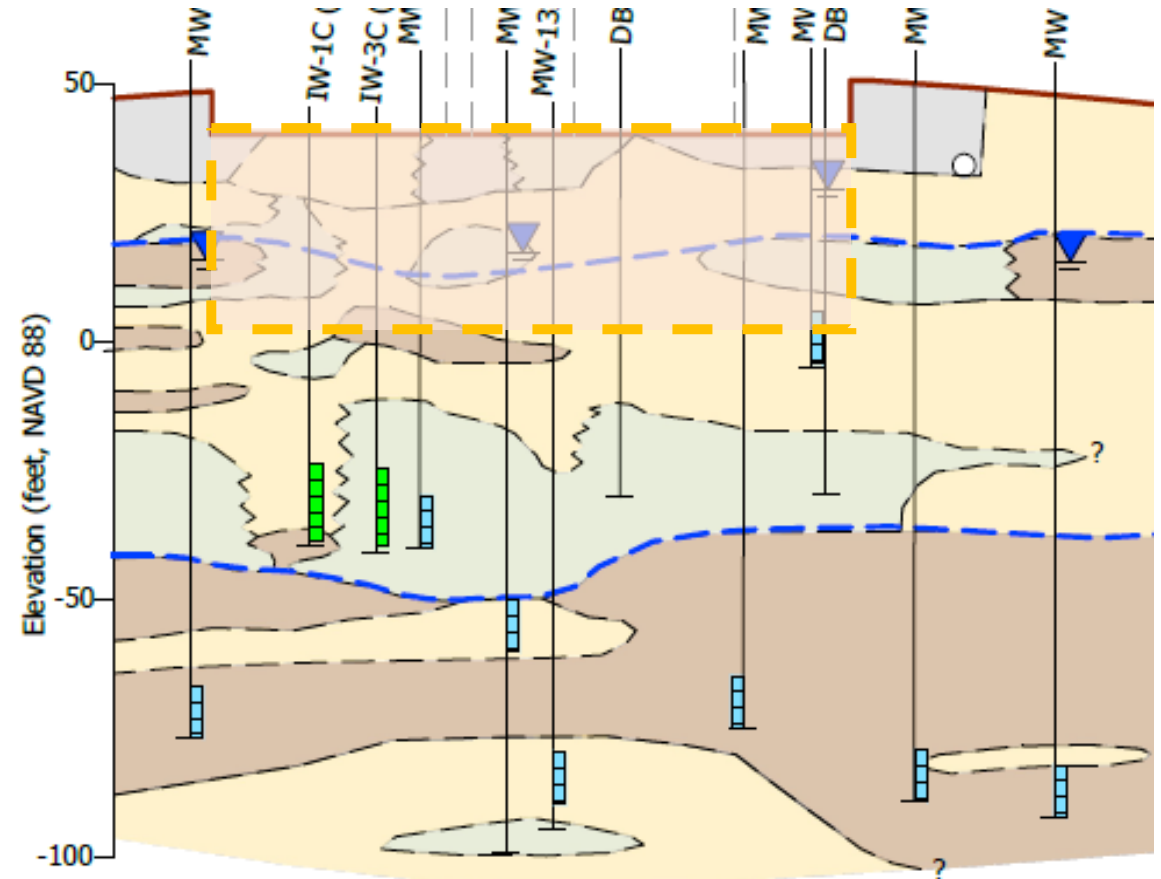 MW
IW-1C (
IW-3C (
MW
MW
MW-13
DB
MW
MW
DB
MW
MW
50
0
-50
-100
Elevation (feet, NAVD 88)
?
?